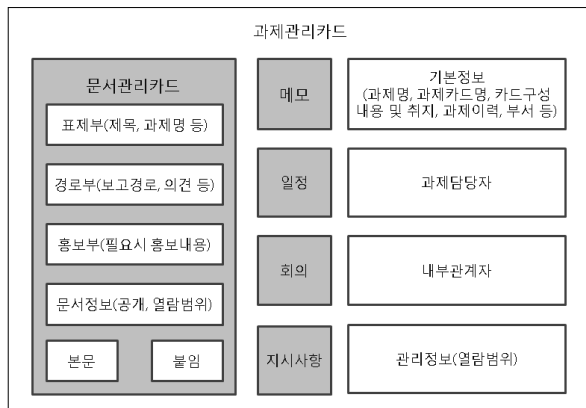 과제관리카드
문서관리카드
표제부(제목, 과제명 등)
경로부(보고경로, 의견 등)
홍보부(필요시 홍보내용)
문서정보(공개, 열람범위)
본문
붙임
메모
일정
회의
지시사항
기본정보
(과제명, 과제카드명, 카드구성
내용 및 취지, 과제이력, 부서 등)
과제담당자
내부관계자
관리정보(열람범위)